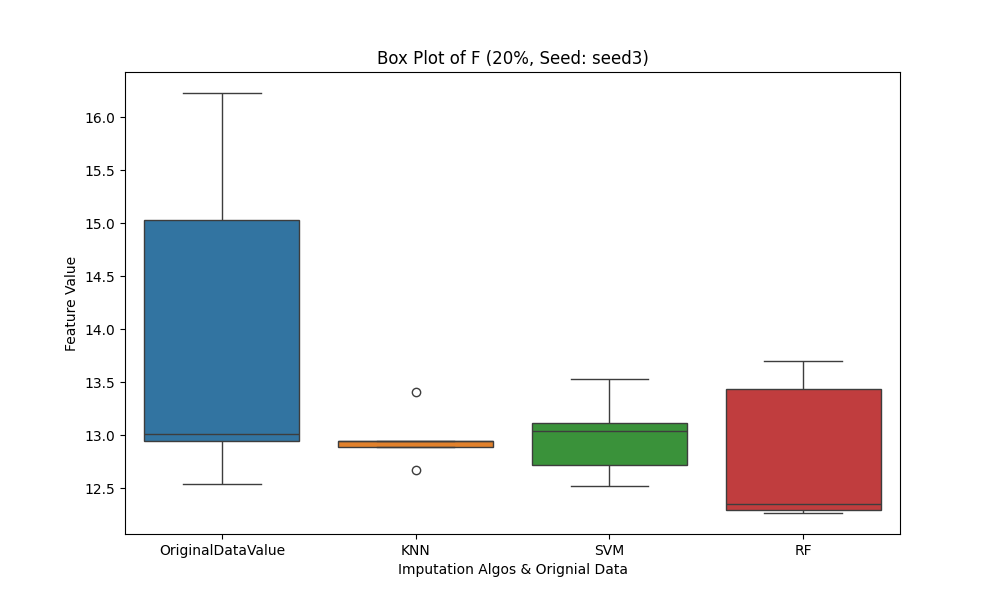 Box Plot of F (20%, Seed: seed3)
16.0
15.5
15.0
14.5
14.0
13.5
13.0
12.5
Feature Value
OriginalDataValue
KNN
SVM
RF
Imputation Algos & Orignial Data